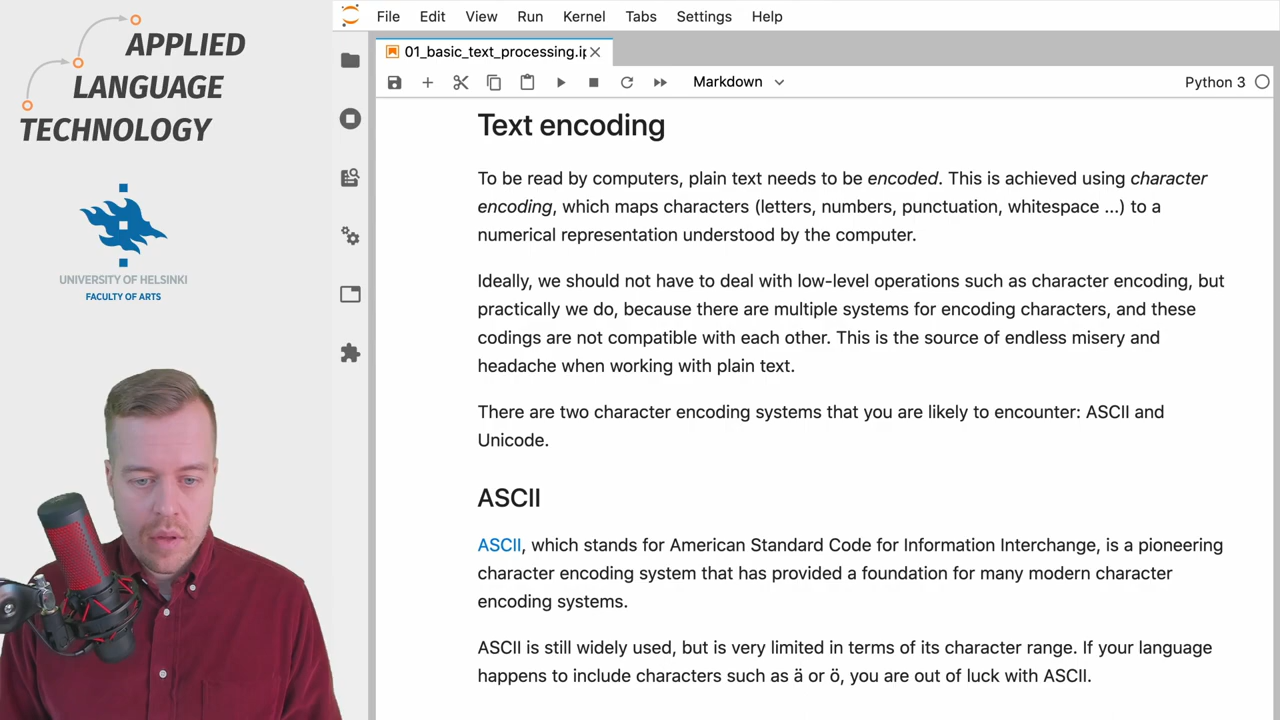 APPLIED
LANGUAGE
TECHNOLOGY
UNIVERSITY OF HELSINKI
FACULTY OF ARTS
File Edit View Run Kernel Tabs Settings Help
01_basic_text_processing.ip
Markdown
Python 3
Text encoding
To be read by computers, plain text needs to be encoded. This is achieved using character
encoding, which maps characters (letters, numbers, punctuation, whitespace ...) to a
numerical representation understood by the computer.
Ideally, we should not have to deal with low-level operations such as character encoding, but
practically we do, because there are multiple systems for encoding characters, and these
codings are not compatible with each other. This is the source of endless misery and
headache when working with plain text.
There are two character encoding systems that you are likely to encounter: ASCII and
Unicode.
ASCII
ASCII, which stands for American Standard Code for Information Interchange, is a pioneering
character encoding system that has provided a foundation for many modern character
encoding systems.
ASCII is still widely used, but is very limited in terms of its character range. If your language
happens to include characters such as ä or ö, you are out of luck with ASCII.